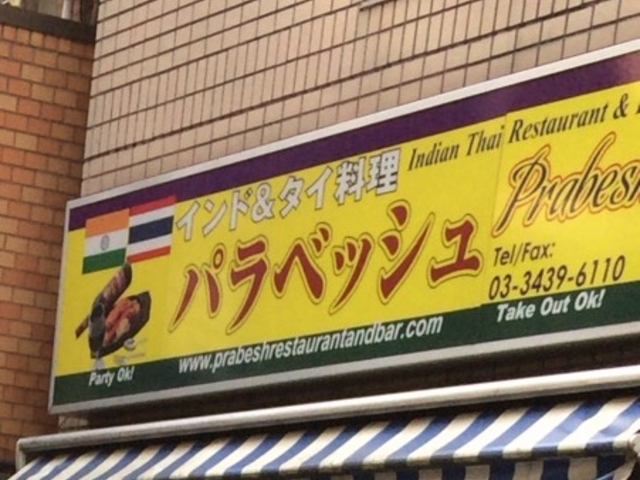 インド&タイ料理
パラベッシュ
www.prabeshrestaurantandbar.com
Party Ok!
Indian Thai Restaurant &
Prabesh
Tel/Fax:
03-3439-6110
Take Out Ok!